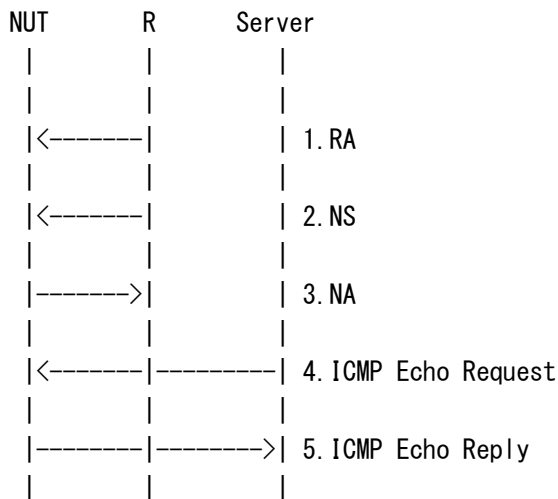 NUT R Server
| | |
| | |
|<-------| | 1.RA
| | |
|<-------| | 2.NS
| | |
|------->| | 3.NA
| | |
|<-------|---------| 4.ICMP Echo Request
| | |
|--------|-------->| 5.ICMP Echo Reply
| | |